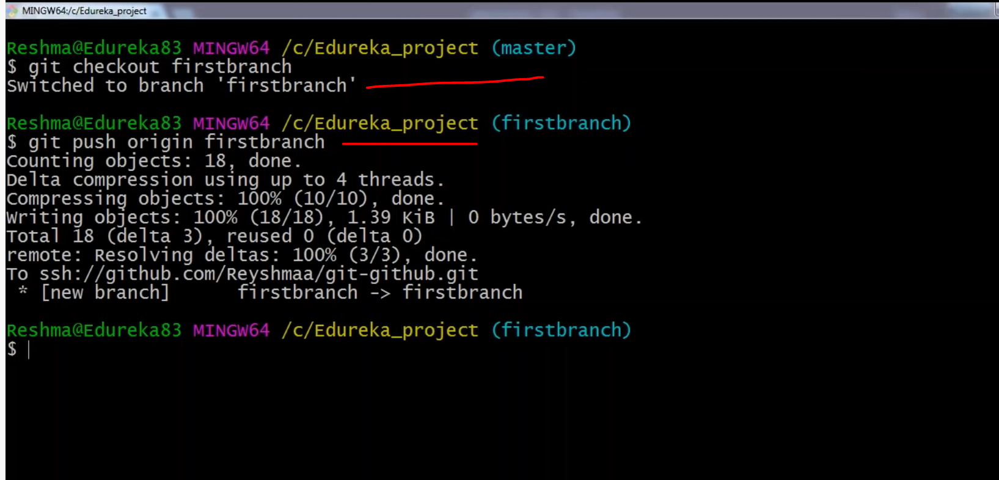 MINGW64:/c/Edureka_project
Reshma@Edureka83 MINGW64 /c/Edureka_project (master)
$ git checkout firstbranch
Switched to branch 'firstbranch'
Reshma@Edureka83 MINGW64 /c/Edureka_project (firstbranch)
$ git push origin firstbranch
Counting objects: 18, done.
Delta compression using up to 4 threads.
Compressing objects: 100% (10/10), done.
Writing objects: 100% (18/18), 1.39 KiB | 0 bytes/s, done.
Total 18 (delta 3), reused 0 (delta 0)
remote: Resolving deltas: 100% (3/3), done.
To ssh://github.com/Reyshmaa/git-github.git
 * [new branch]      firstbranch -> firstbranch
Reshma@Edureka83 MINGW64 /c/Edureka_project (firstbranch)
$